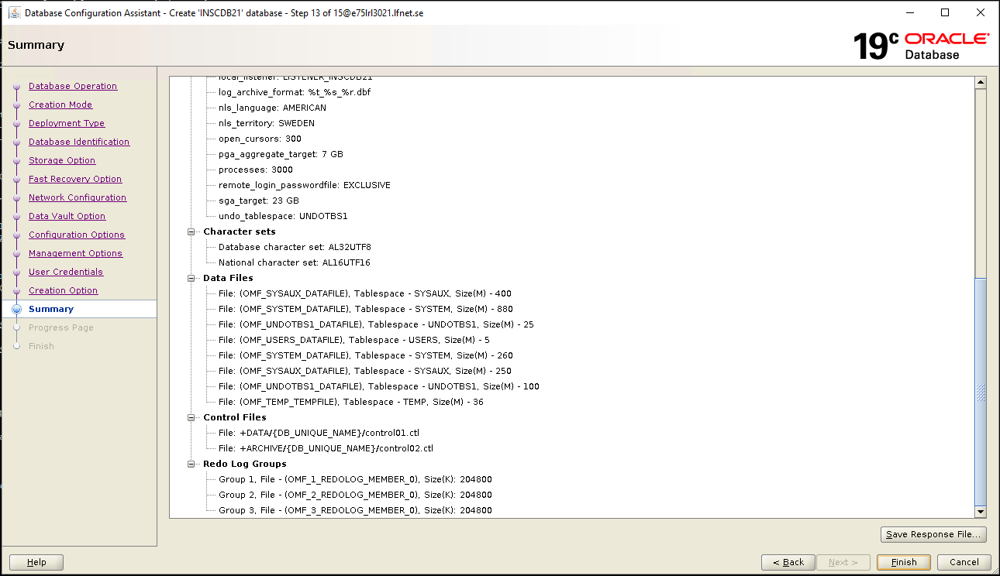 Database Configuration Assistant - Create 'INSCDB21' database - Step 13 of 15@e75lrl3021.lfnet.se
Summary
19c ORACLE
Database
Database Operation
Creation Mode
Deployment Type
Database Identification
Storage Option
Fast Recovery Option
Network Configuration
Data Vault Option
Configuration Options
Management Options
User Credentials
Creation Option
Summary
Progress Page
Finish
local_listener: LISTENER_INSCDB21
log_archive_format: %t_%s_%r.dbf
nls_language: AMERICAN
nls_territory: SWEDEN
open_cursors: 300
pga_aggregate_target: 7 GB
processes: 3000
remote_login_passwordfile: EXCLUSIVE
sga_target: 23 GB
undo_tablespace: UNDOTBS1
Character sets
Database character set: AL32UTF8
National character set: AL16UTF16
Data Files
File: (OMF_SYSAUX_DATAFILE), Tablespace - SYSAUX, Size(M) - 400
File: (OMF_SYSTEM_DATAFILE), Tablespace - SYSTEM, Size(M) - 880
File: (OMF_UNDOTBS1_DATAFILE), Tablespace - UNDOTBS1, Size(M) - 25
File: (OMF_USERS_DATAFILE), Tablespace - USERS, Size(M) - 5
File: (OMF_SYSTEM_DATAFILE), Tablespace - SYSTEM, Size(M) - 260
File: (OMF_SYSAUX_DATAFILE), Tablespace - SYSAUX, Size(M) - 250
File: (OMF_UNDOTBS1_DATAFILE), Tablespace - UNDOTBS1, Size(M) - 100
File: (OMF_TEMP_TEMPFILE), Tablespace - TEMP, Size(M) - 36
Control Files
File: +DATA/{DB_UNIQUE_NAME}/control01.ctl
File: +ARCHIVE/{DB_UNIQUE_NAME}/control02.ctl
Redo Log Groups
Group 1, File - (OMF_1_REDOLOG_MEMBER_0), Size(K): 204800
Group 2, File - (OMF_2_REDOLOG_MEMBER_0), Size(K): 204800
Group 3, File - (OMF_3_REDOLOG_MEMBER_0), Size(K): 204800
Save Response File...
Help
< Back
Next >
Finish
Cancel